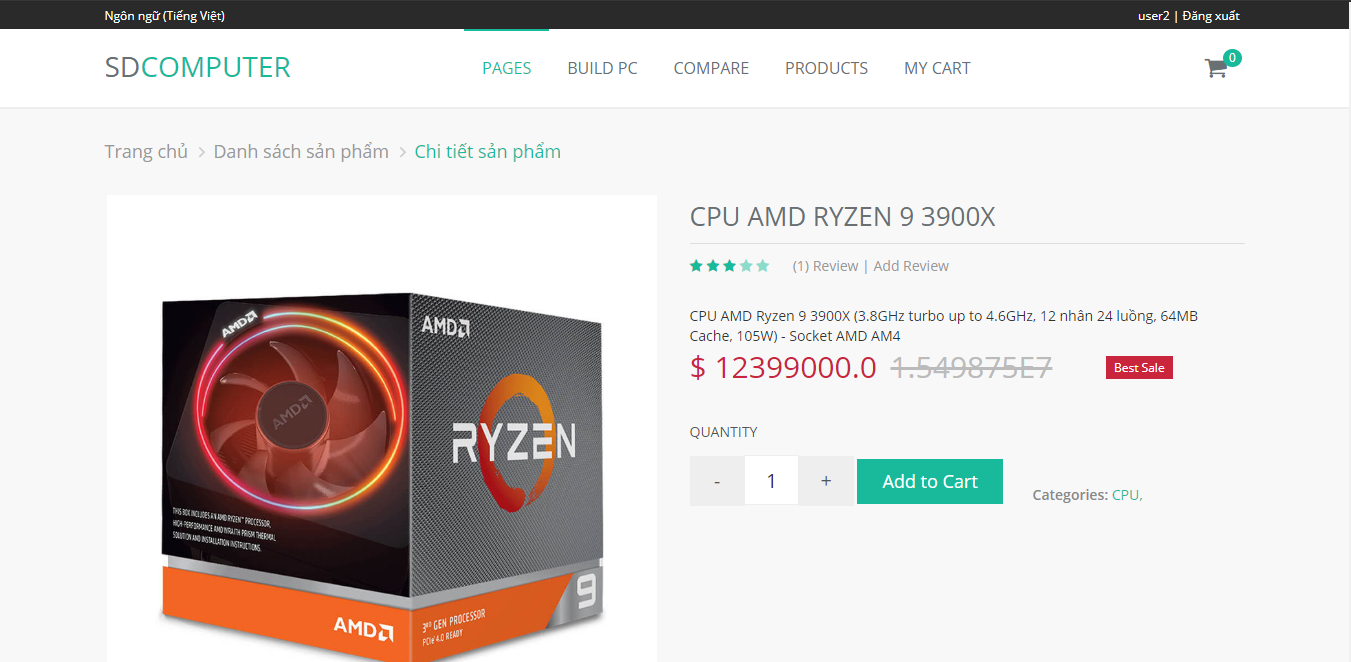 Ngôn ngữ (Tiếng Việt)
user2 | Đăng xuất
SDCOMPUTER
PAGES
BUILD PC
COMPARE
PRODUCTS
MY CART
0
Trang chủ > Danh sách sản phẩm > Chi tiết sản phẩm
AMD
AMD
AMD
RYZEN
THIS BOX INCLUDES AN AMD RYZEN™ PROCESSOR,
HIGH-PERFORMANCE AMD WRAITH PRISM THERMAL
SOLUTION AND INSTALLATION INSTRUCTIONS.
9
AMD
3RD GEN PROCESSOR
PCIe 4.0 READY
CPU AMD RYZEN 9 3900X
(1) Review | Add Review
CPU AMD Ryzen 9 3900X (3.8GHz turbo up to 4.6GHz, 12 nhân 24 luồng, 64MB
Cache, 105W) - Socket AMD AM4
$ 12399000.0 1.549875E7
Best Sale
QUANTITY
- 1 +
Add to Cart
Categories: CPU,